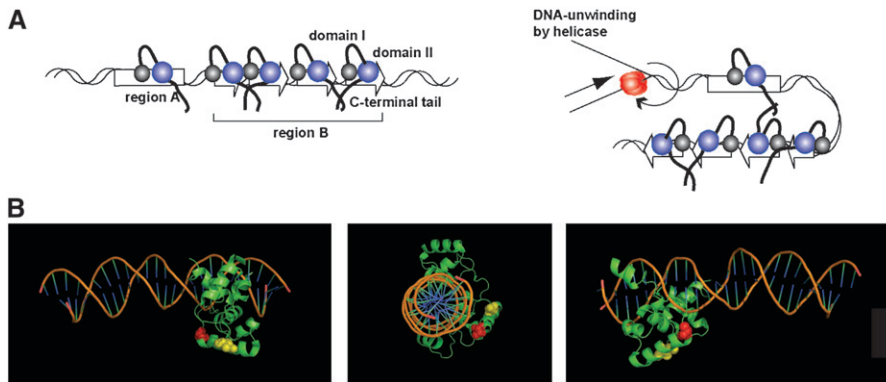 A
domain I
domain II
region A
C-terminal tail
region B
DNA-unwinding
by helicase
B